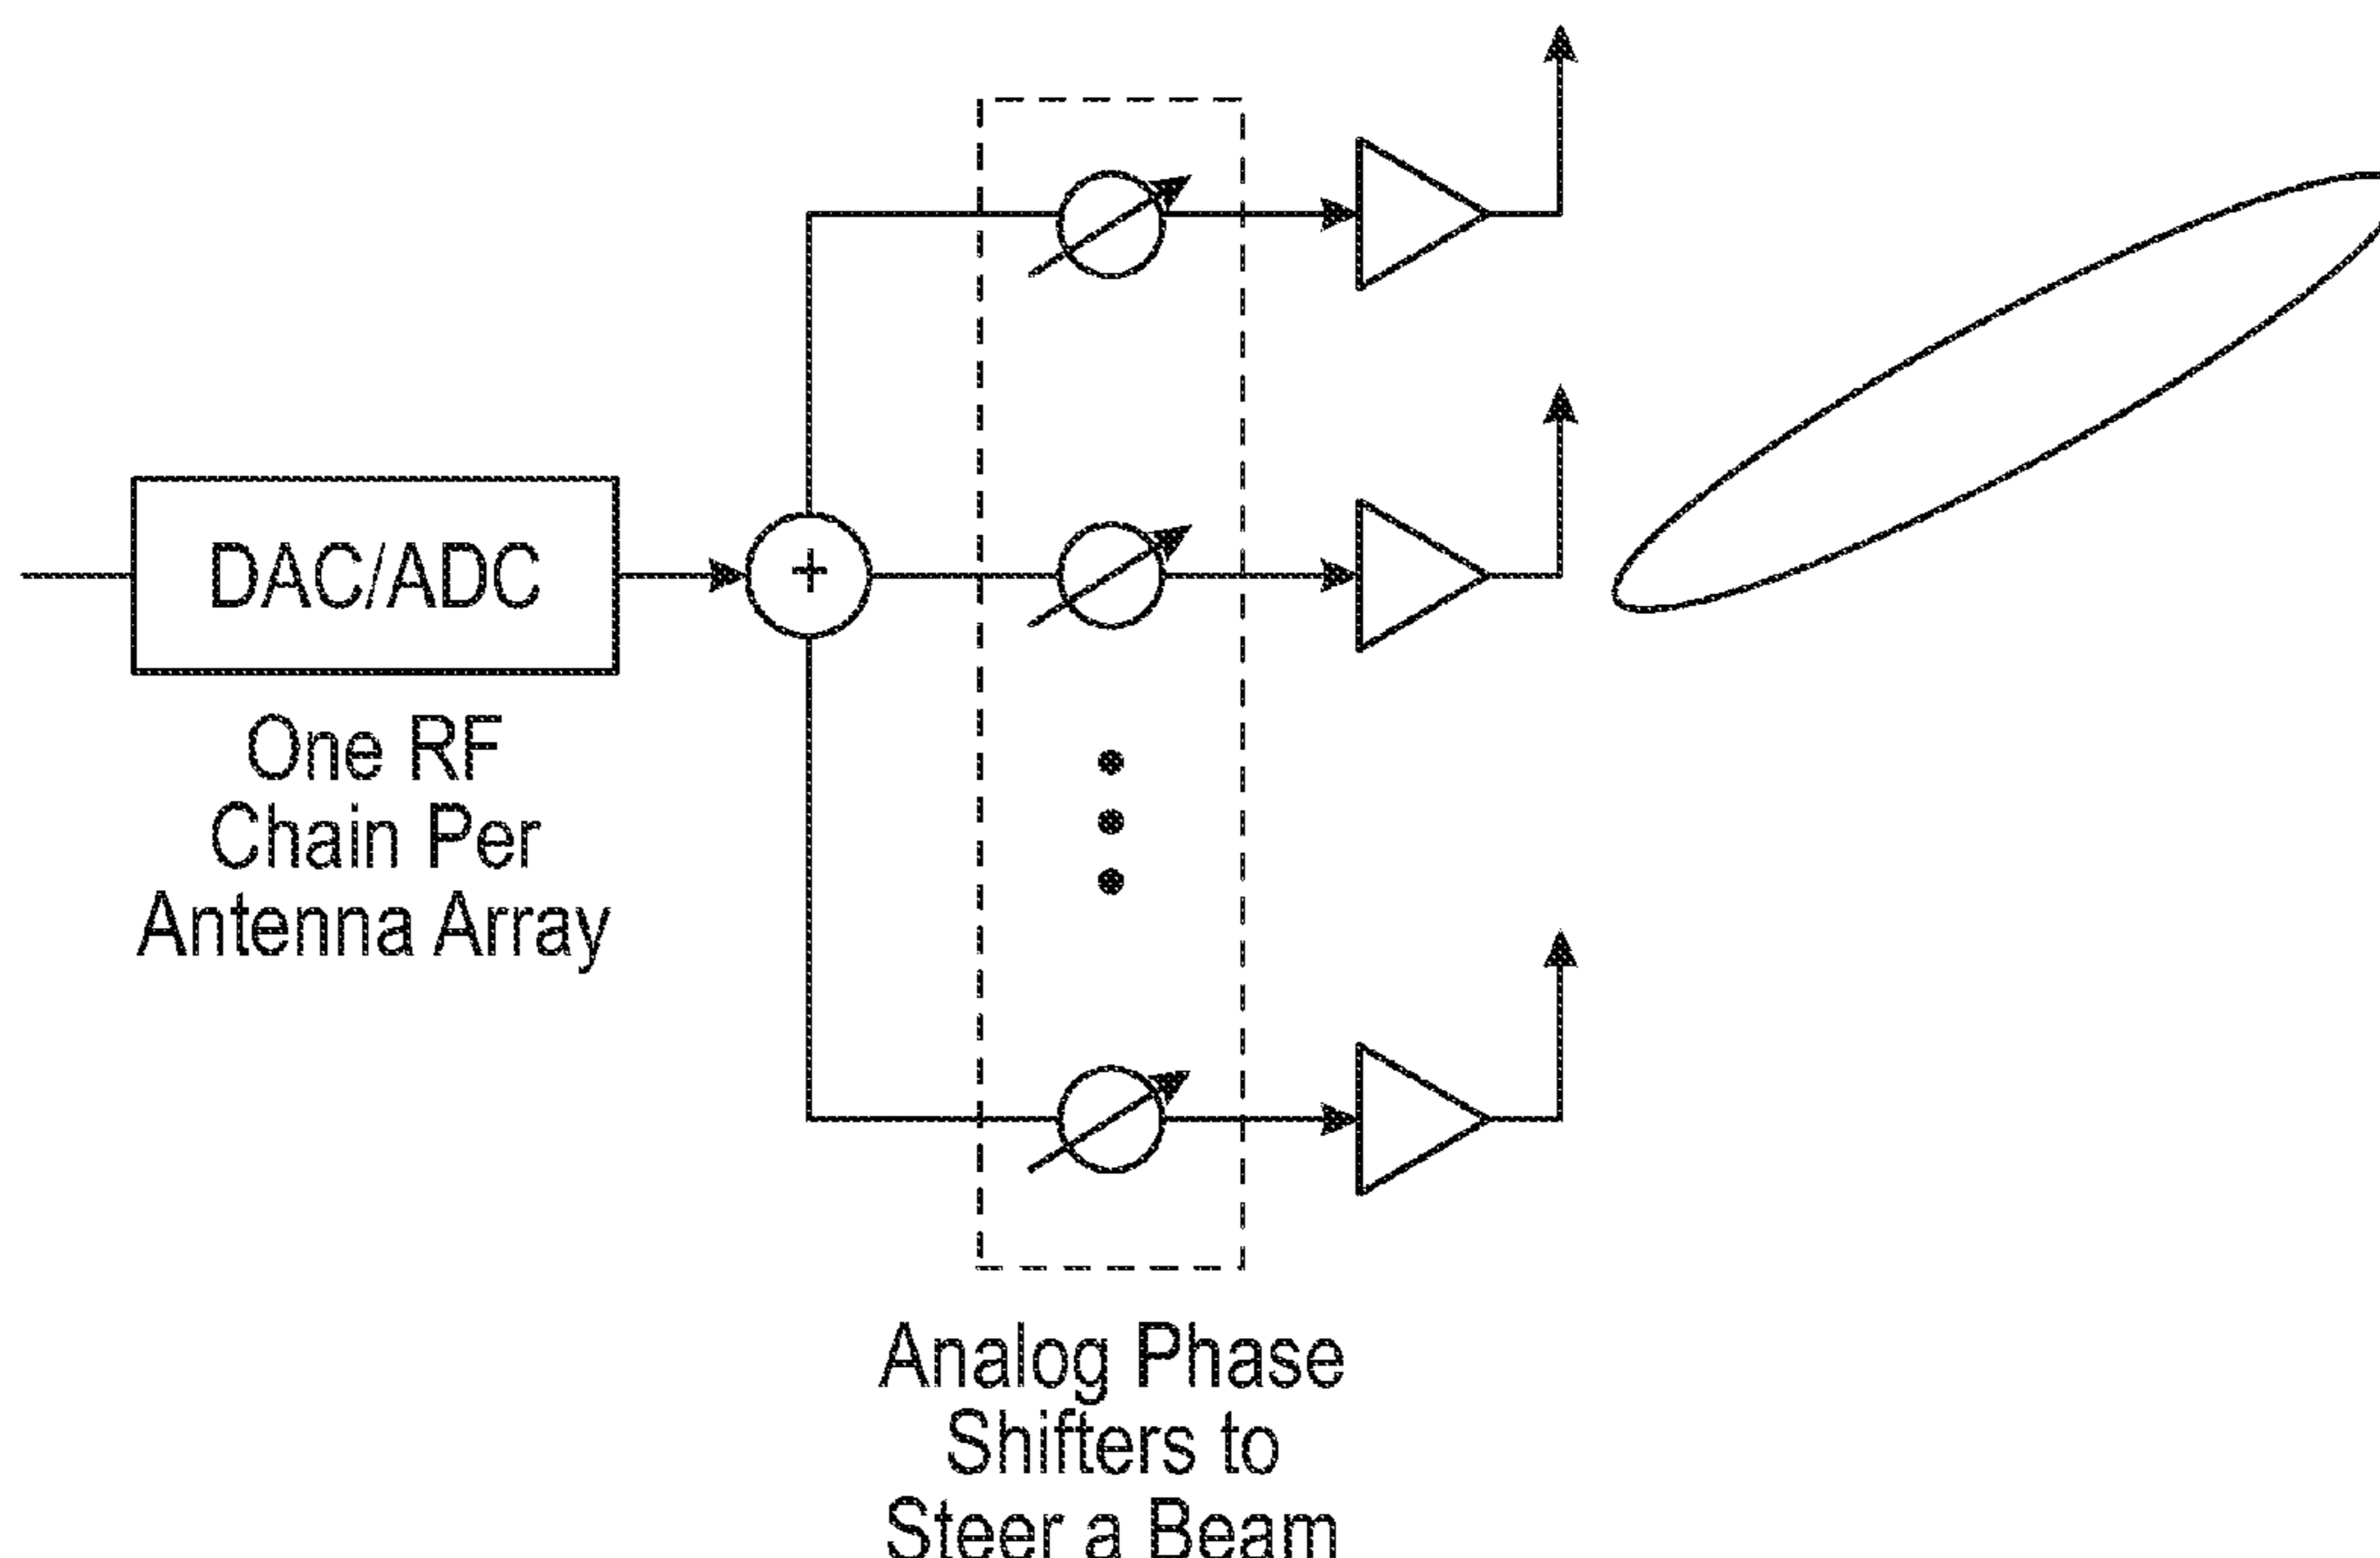 DAC/ADC
+
One RF
Chain Per
Antenna Array
Analog Phase
Shifters to
Steer a Beam